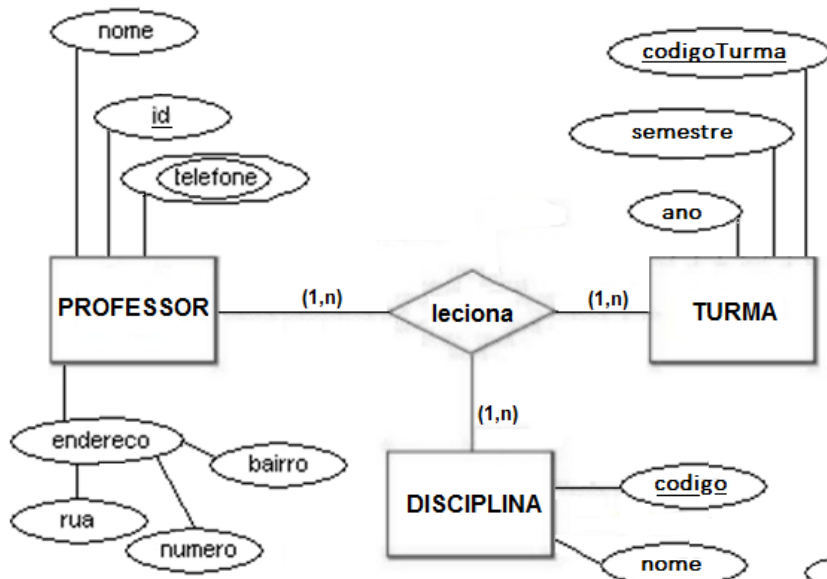 nome
codigoTurma
id
semestre
telefone
ano
PROFESSOR
(1,n)
leciona
(1,n)
TURMA
(1,n)
endereco
bairro
rua
numero
DISCIPLINA
codigo
nome